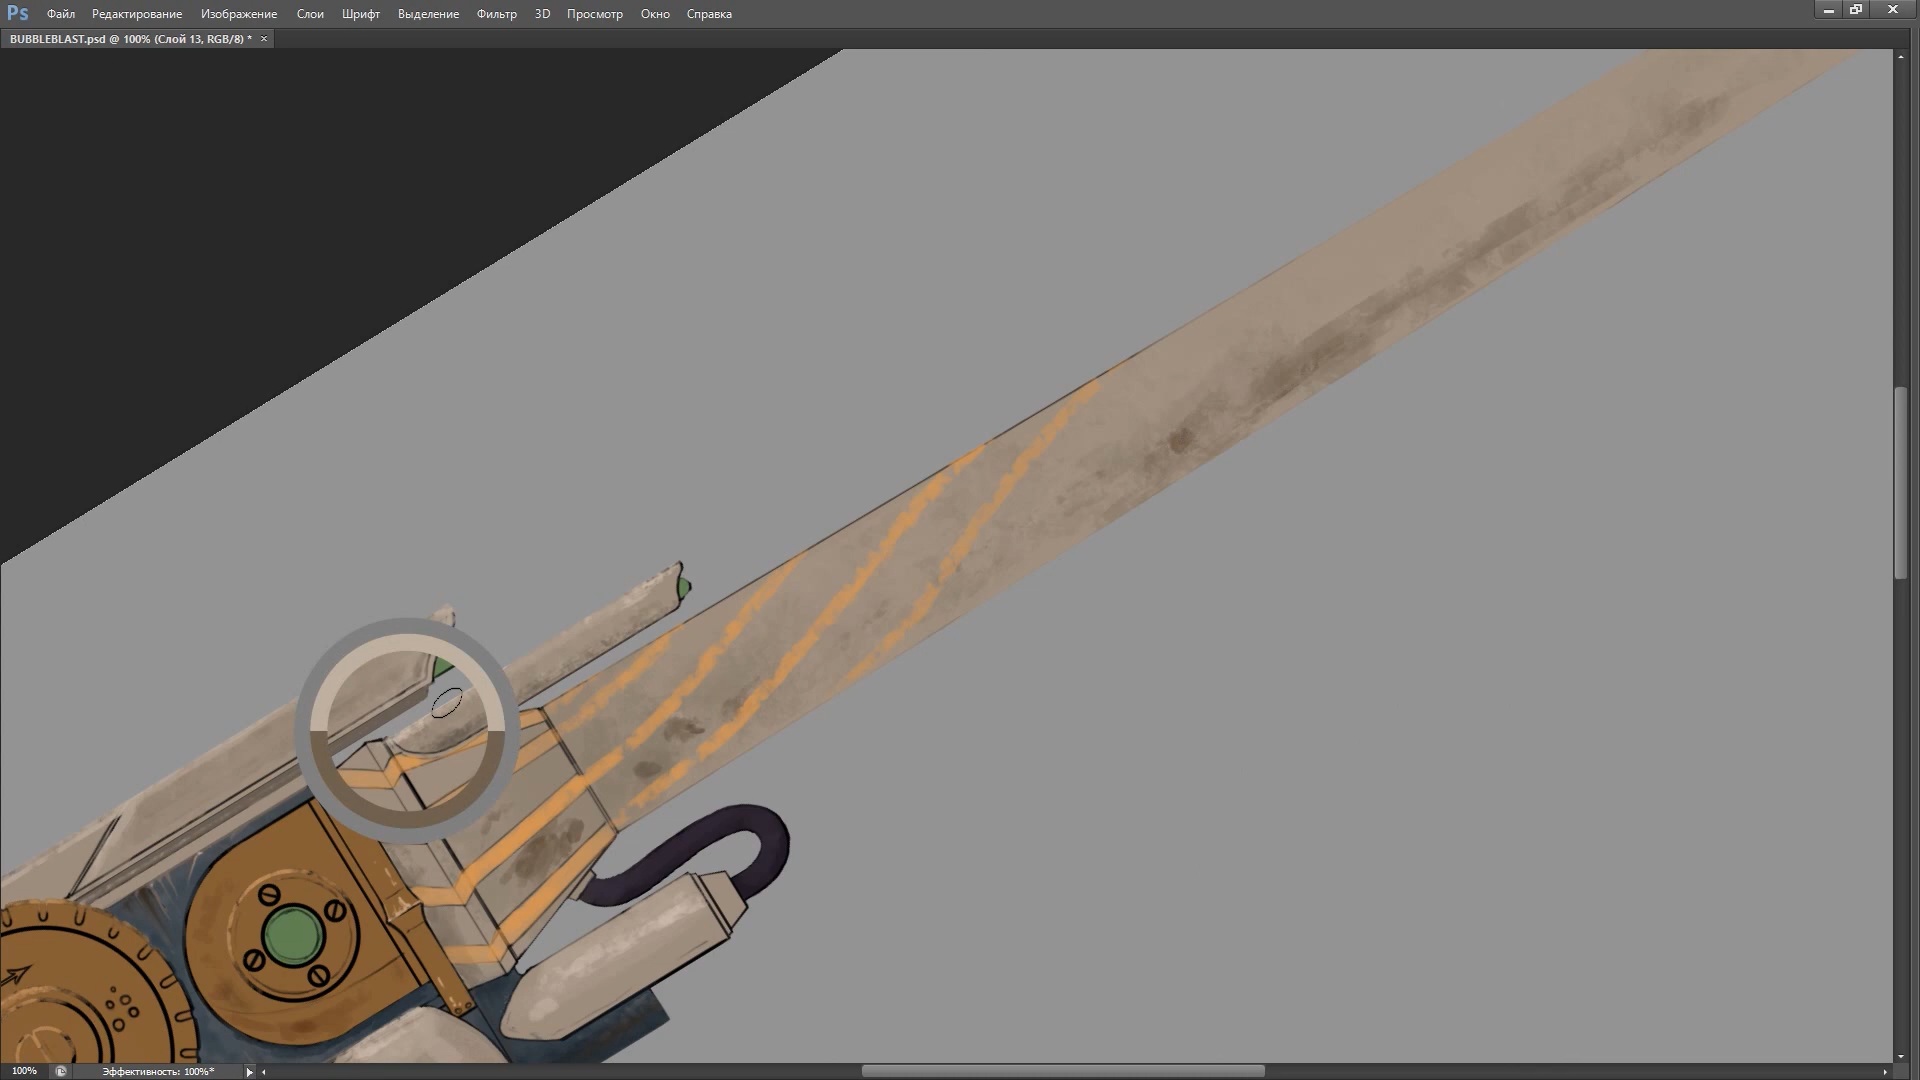 Ps Файл Редактирование Изображение Слои Шрифт Выделение Фильтр 3D Просмотр Окно Справка
BUBBLEBLAST.psd @ 100% (Слой 13, RGB/8) * ×
100% Эффективность: 100%*